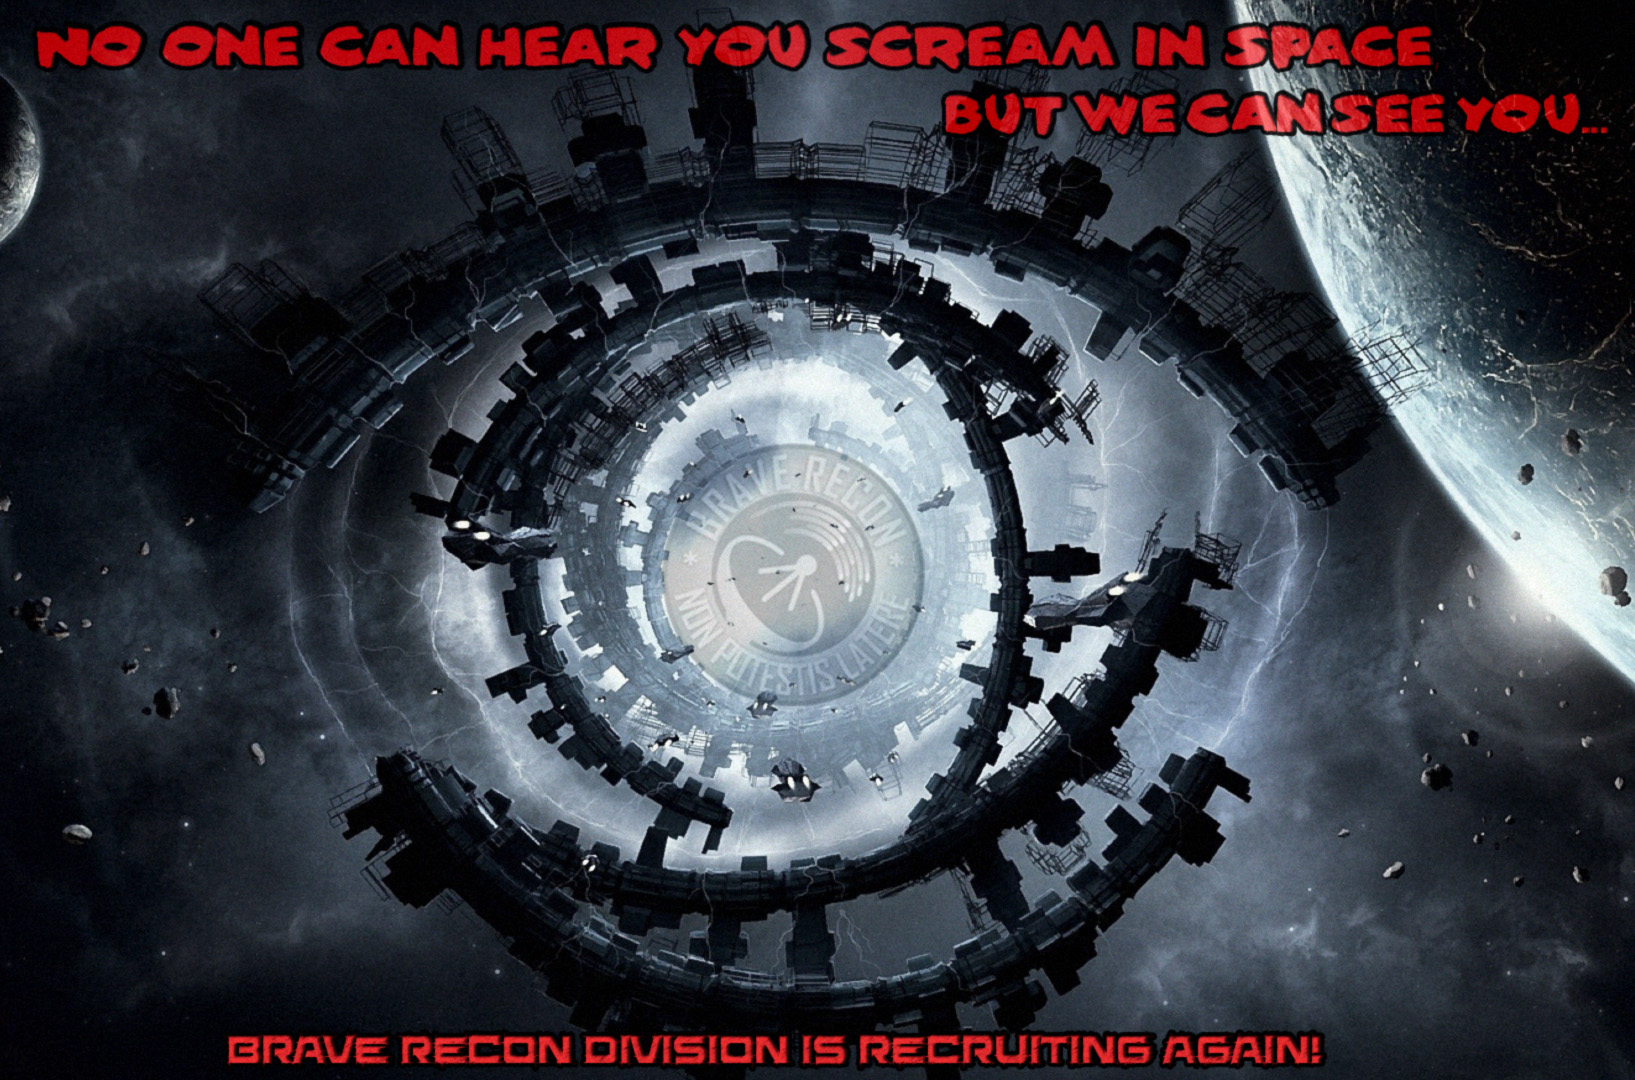 NO ONE CAN HEAR YOU SCREAM IN SPACE
BUT WE CAN SEE YOU...
* BRAVE RECON *
NON POTESTIS LATERE
BRAVE RECON DIVISION IS RECRUITING AGAIN!